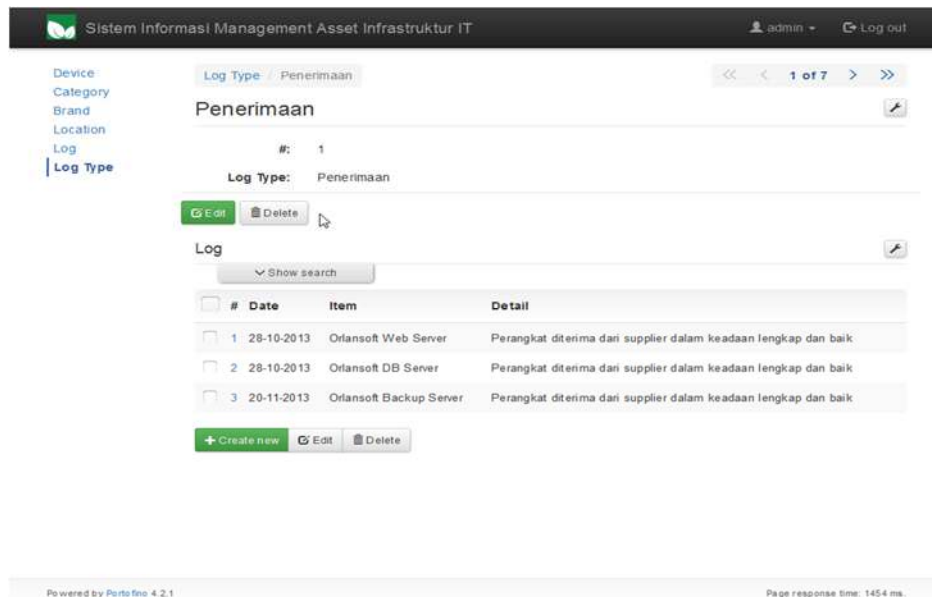 Sistem Informasi Management Asset Infrastruktur IT
admin
Log out
Device
Category
Brand
Location
Log
Log Type
Log Type / Penerimaan
<< < 1 of 7 > >>
Penerimaan
#: 1
Log Type: Penerimaan
Edit Delete
Log
Show search
# Date Item Detail
1 28-10-2013 Orlansoft Web Server Perangkat diterima dari supplier dalam keadaan lengkap dan baik
2 28-10-2013 Orlansoft DB Server Perangkat diterima dari supplier dalam keadaan lengkap dan baik
3 20-11-2013 Orlansoft Backup Server Perangkat diterima dari supplier dalam keadaan lengkap dan baik
+ Create new Edit Delete
Powered by Portofino 4.2.1
Page response time: 1454 ms.